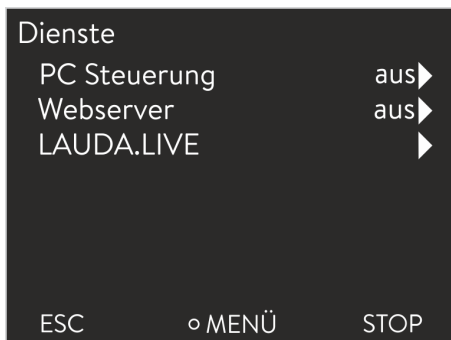 Dienste
PC Steuerung aus
Webserver aus
LAUDA.LIVE
ESC MENÜ STOP